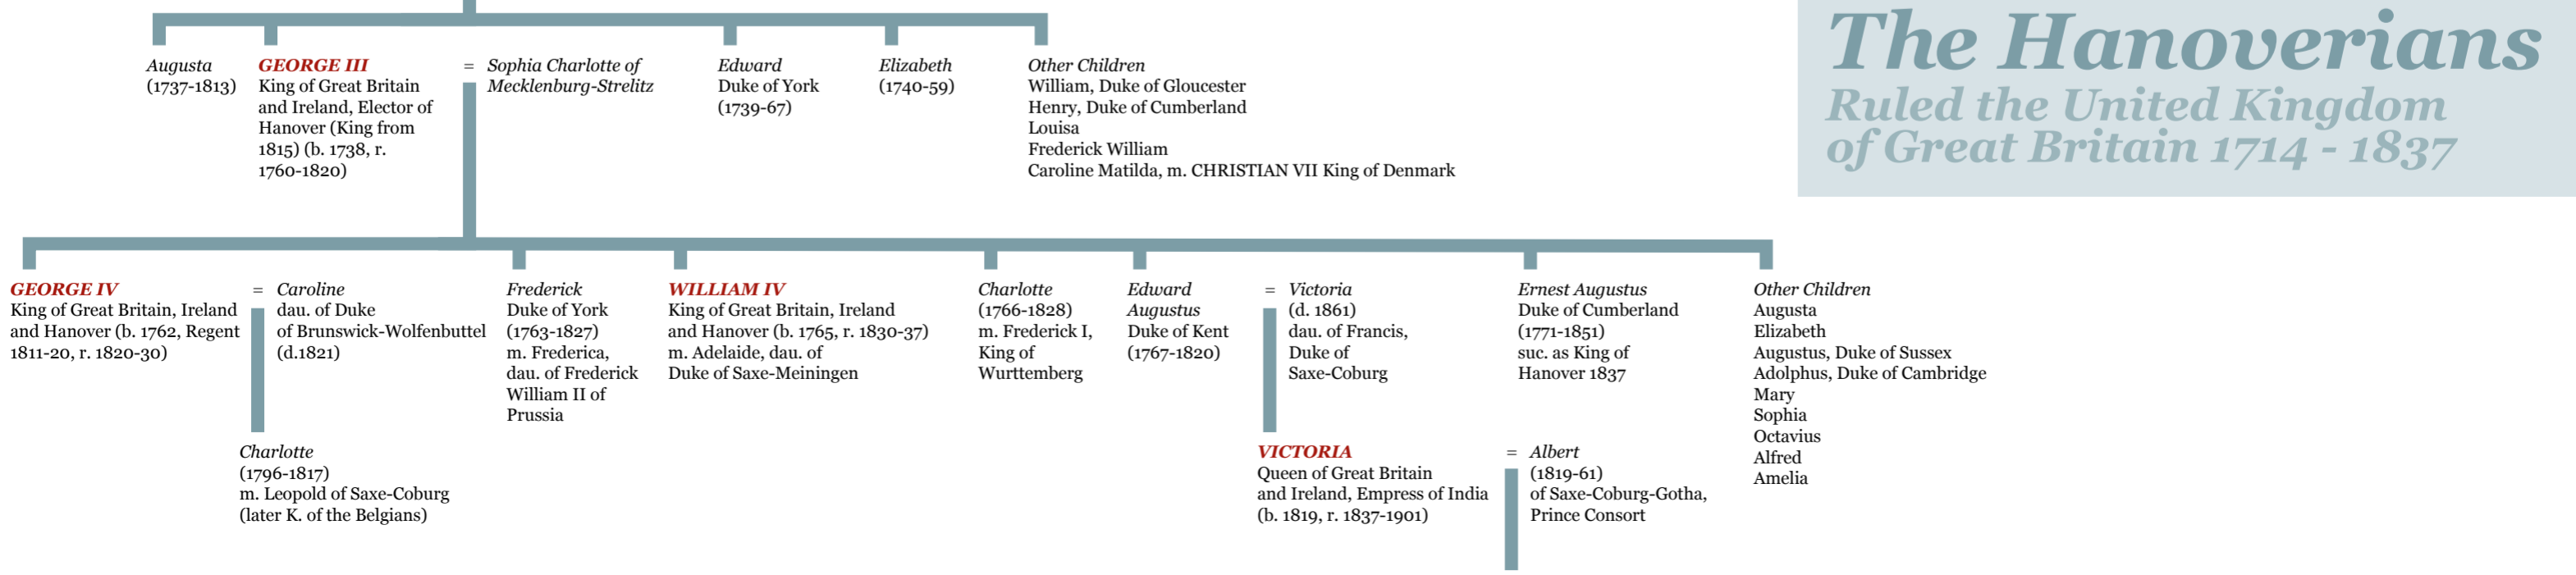 The Hanoverians
Ruled the United Kingdom
of Great Britain 1714 - 1837
Augusta
(1737-1813)
GEORGE III
King of Great Britain
and Ireland, Elector of
Hanover (King from
1815) (b. 1738, r.
1760-1820)
=
Sophia Charlotte of
Mecklenburg-Strelitz
Edward
Duke of York
(1739-67)
Elizabeth
(1740-59)
Other Children
William, Duke of Gloucester
Henry, Duke of Cumberland
Louisa
Frederick William
Caroline Matilda, m. CHRISTIAN VII King of Denmark
GEORGE IV
King of Great Britain, Ireland
and Hanover (b. 1762, Regent
1811-20, r. 1820-30)
=
Caroline
dau. of Duke
of Brunswick-Wolfenbuttel
(d.1821)
Frederick
Duke of York
(1763-1827)
m. Frederica,
dau. of Frederick
William II of
Prussia
WILLIAM IV
King of Great Britain, Ireland
and Hanover (b. 1765, r. 1830-37)
m. Adelaide, dau. of
Duke of Saxe-Meiningen
Charlotte
(1766-1828)
m. Frederick I,
King of
Wurttemberg
Edward
Augustus
Duke of Kent
(1767-1820)
=
Victoria
(d. 1861)
dau. of Francis,
Duke of
Saxe-Coburg
Ernest Augustus
Duke of Cumberland
(1771-1851)
suc. as King of
Hanover 1837
Other Children
Augusta
Elizabeth
Augustus, Duke of Sussex
Adolphus, Duke of Cambridge
Mary
Sophia
Octavius
Alfred
Amelia
Charlotte
(1796-1817)
m. Leopold of Saxe-Coburg
(later K. of the Belgians)
VICTORIA
Queen of Great Britain
and Ireland, Empress of India
(b. 1819, r. 1837-1901)
=
Albert
(1819-61)
of Saxe-Coburg-Gotha,
Prince Consort